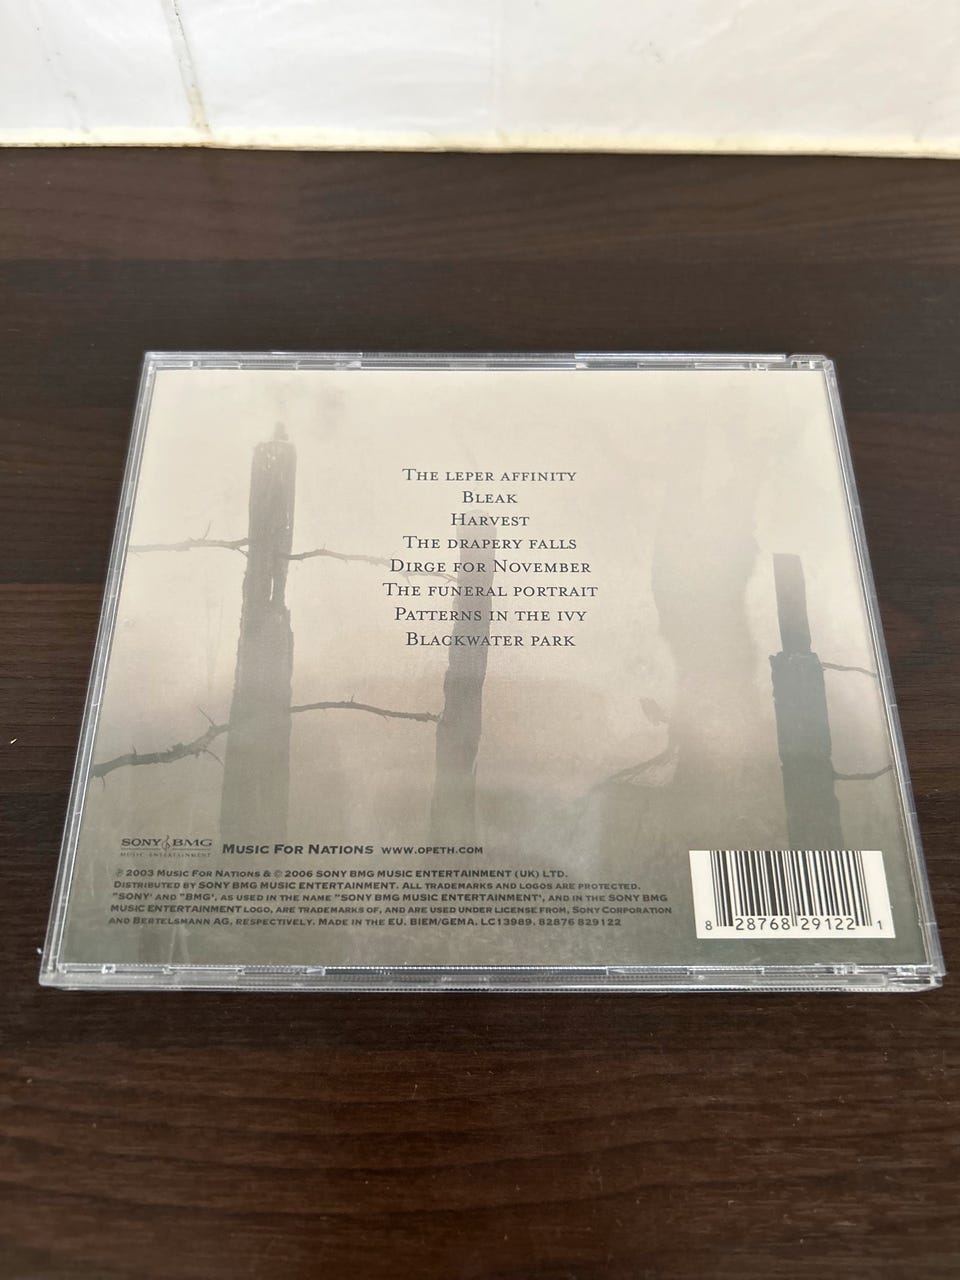 The leper affinity
Bleak
Harvest
The drapery falls
Dirge for November
The funeral portrait
Patterns in the ivy
Blackwater park
SONY BMG
MUSIC ENTERTAINMENT
Music For Nations www.opeth.com
℗ 2003 Music For Nations & © 2006 SONY BMG MUSIC ENTERTAINMENT (UK) LTD.
Distributed by SONY BMG MUSIC ENTERTAINMENT. All trademarks and logos are protected.
"SONY' and "BMG', as used in the name "SONY BMG MUSIC ENTERTAINMENT', and in the SONY BMG
MUSIC ENTERTAINMENT logo, are trademarks of, and are used under license from, Sony Corporation
and Bertelsmann AG, respectively. Made in the EU. BIEM/GEMA. LC13989. 82876 829122
8 28768 29122 1